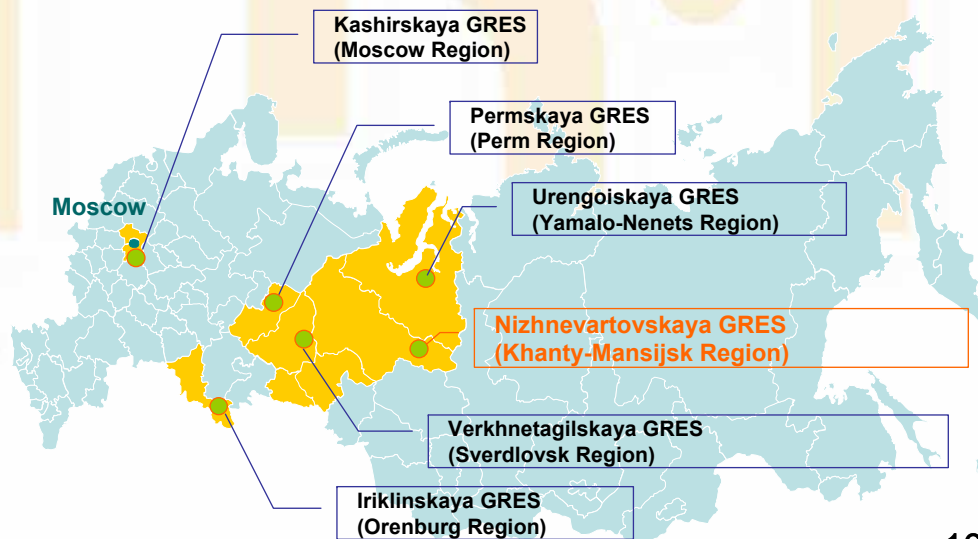 Kashirskaya GRES
(Moscow Region)
Permskaya GRES
(Perm Region)
Moscow
Urengoiskaya GRES
(Yamalo-Nenets Region)
Nizhnevartovskaya GRES
(Khanty-Mansijsk Region)
Verkhnetagilskaya GRES
(Sverdlovsk Region)
Iriklinskaya GRES
(Orenburg Region)